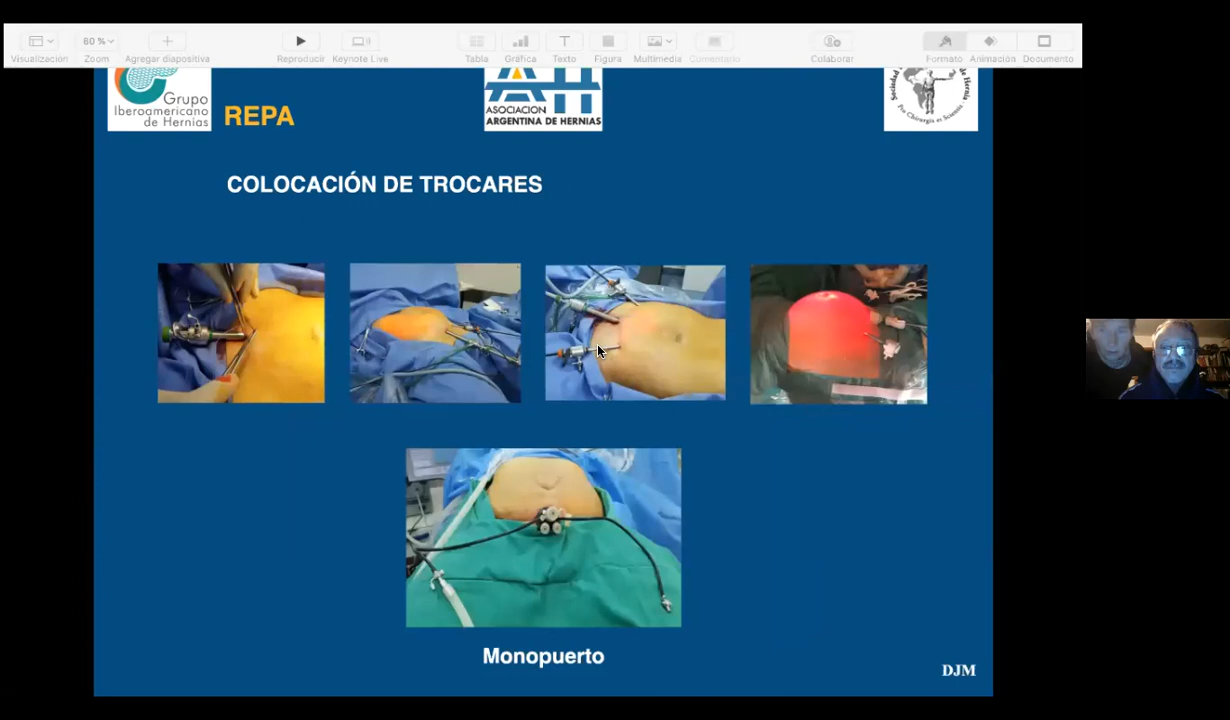 Visualización
80 %
Zoom
Agregar diapositiva
Reproducir
Keynote Live
Tabla
Gráfica
Texto
Figura
Multimedia
Comentario
Colaborar
Formato
Animación
Documento
Grupo
Iberoamericano
de Hernias
REPA
ASOCIACION
ARGENTINA DE HERNIAS
COLOCACIÓN DE TROCARES
Monopuerto
DJM